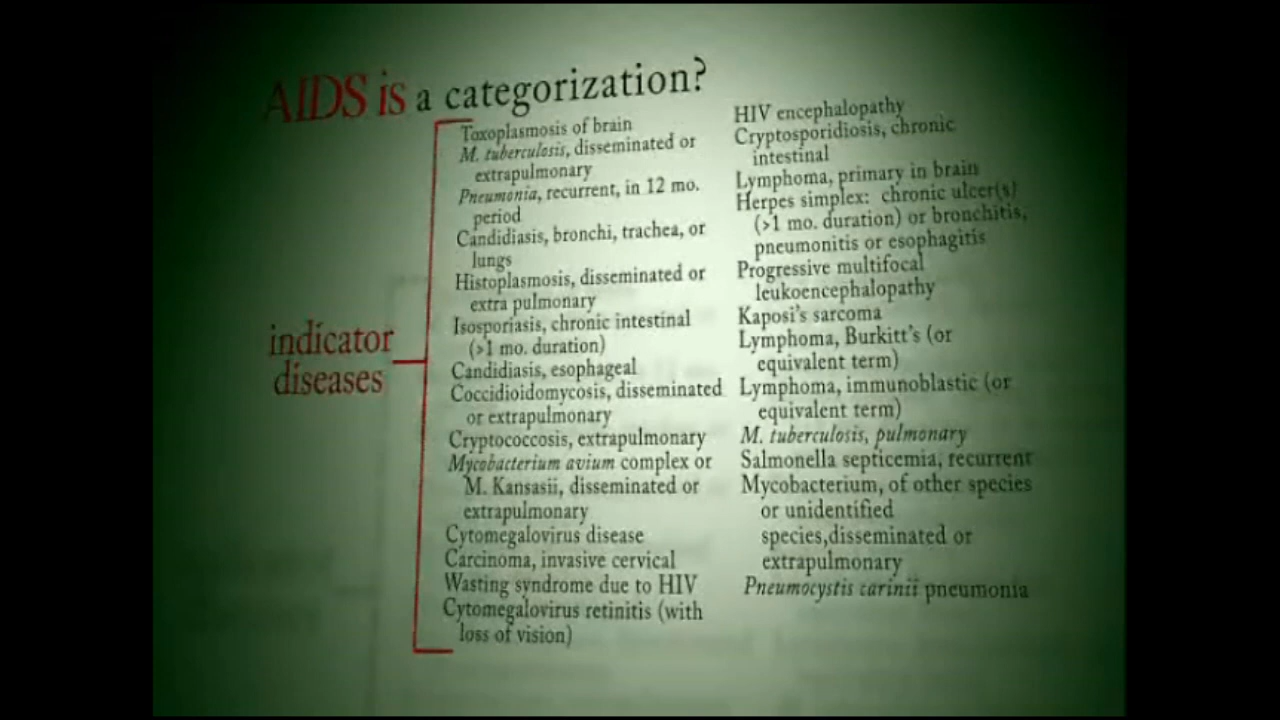 AIDS is a categorization?
indicator
diseases
Toxoplasmosis of brain
M. tuberculosis, disseminated or
extrapulmonary
Pneumonia, recurrent, in 12 mo.
period
Candidiasis, bronchi, trachea, or
lungs
Histoplasmosis, disseminated or
extra pulmonary
Isosporiasis, chronic intestinal
(>1 mo. duration)
Candidiasis, esophageal
Coccidioidomycosis, disseminated
or extrapulmonary
Cryptococcosis, extrapulmonary
Mycobacterium avium complex or
M. Kansasii, disseminated or
extrapulmonary
Cytomegalovirus disease
Carcinoma, invasive cervical
Wasting syndrome due to HIV
Cytomegalovirus retinitis (with
loss of vision)
HIV encephalopathy
Cryptosporidiosis, chronic
intestinal
Lymphoma, primary in brain
Herpes simplex: chronic ulcer(s)
(>1 mo. duration) or bronchitis,
pneumonitis or esophagitis
Progressive multifocal
leukoencephalopathy
Kaposi's sarcoma
Lymphoma, Burkitt's (or
equivalent term)
Lymphoma, immunoblastic (or
equivalent term)
M. tuberculosis, pulmonary
Salmonella septicemia, recurrent
Mycobacterium, of other species
or unidentified
species,disseminated or
extrapulmonary
Pneumocystis carinii pneumonia